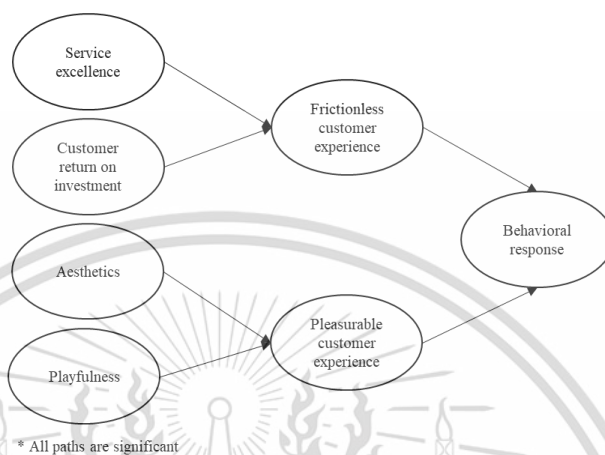 Service
excellence
Customer
return on
investment
Frictionless
customer
experience
Behavioral
response
Aesthetics
Playfulness
Pleasurable
customer
experience
* All paths are significant